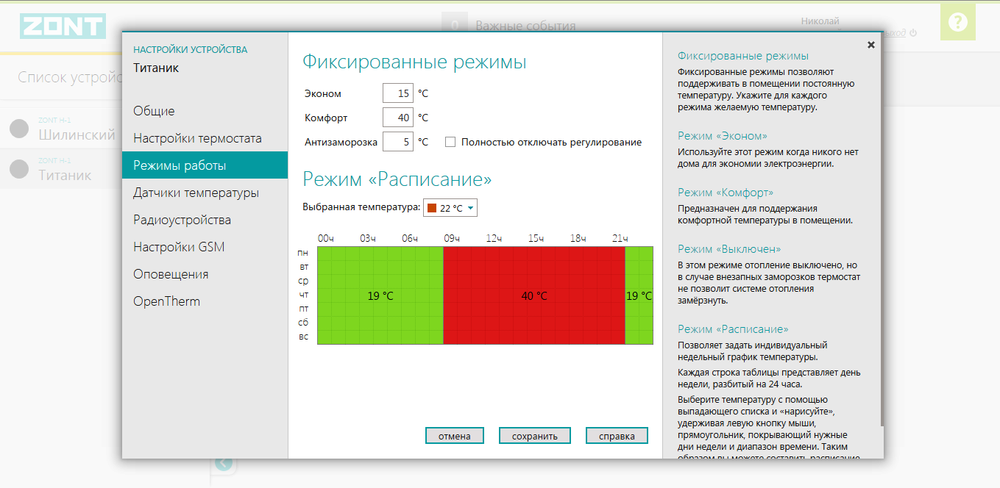 ZONT
0 Важные события
Николай
?
Список устройс
ZONT H-1
Шилинский
ZONT H-1
Титаник
НАСТРОЙКИ УСТРОЙСТВА
Титаник
Общие
Настройки термостата
Режимы работы
Датчики температуры
Радиоустройства
Настройки GSM
Оповещения
OpenTherm
Фиксированные режимы
Эконом 15 °C
Комфорт 40 °C
Антизаморозка 5 °C Полностью отключать регулирование
Режим «Расписание»
Выбранная температура: 22 °C
00ч 03ч 06ч 09ч 12ч 15ч 18ч 21ч
пн
вт
ср
чт 19 °C 40 °C 19 °C
пт
сб
вс
отмена сохранить справка
Фиксированные режимы
Фиксированные режимы позволяют
поддерживать в помещении постоянную
температуру. Укажите для каждого
режима желаемую температуру.
Режим «Эконом»
Используйте этот режим когда никого нет
дома для экономии электроэнергии.
Режим «Комфорт»
Предназначен для поддержания
комфортной температуры в помещении.
Режим «Выключен»
В этом режиме отопление выключено, но
в случае внезапных заморозков термостат
не позволит системе отопления
замёрзнуть.
Режим «Расписание»
Позволяет задать индивидуальный
недельный график температуры.
Каждая строка таблицы представляет день
недели, разбитый на 24 часа.
Выберите температуру с помощью
выпадающего списка и «нарисуйте»,
удерживая левую кнопку мыши,
прямоугольник, покрывающий нужные
дни недели и диапазон времени. Таким
образом вы можете составить расписание